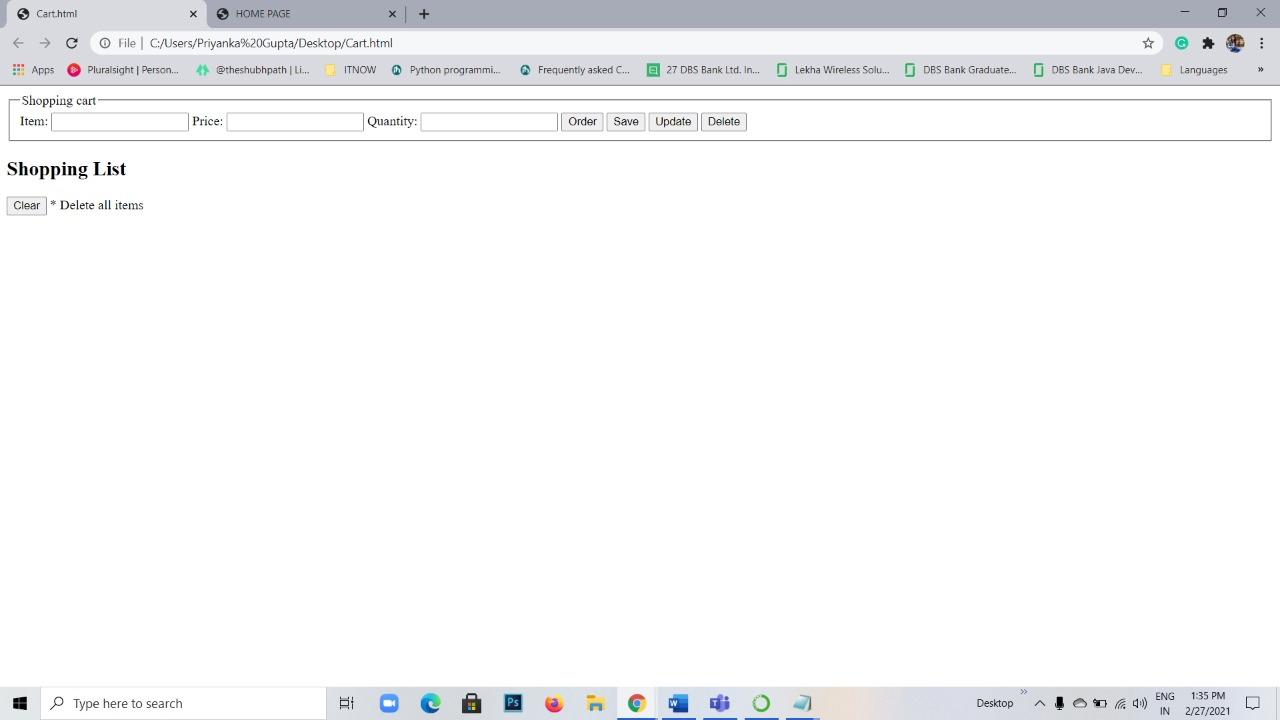 Cart.html
HOME PAGE
File C:/Users/Priyanka%20Gupta/Desktop/Cart.html
Apps Pluralsight | Person... @theshubhpath | Li... ITNOW Python programmi... Frequently asked C... 27 DBS Bank Ltd. In... Lekha Wireless Solu... DBS Bank Graduate... DBS Bank Java Dev... Languages »
Shopping cart
Item: Price: Quantity: Order Save Update Delete
Shopping List
Clear * Delete all items
Type here to search
Ps
Desktop »
ENG
IN
1:35 PM
2/27/2021